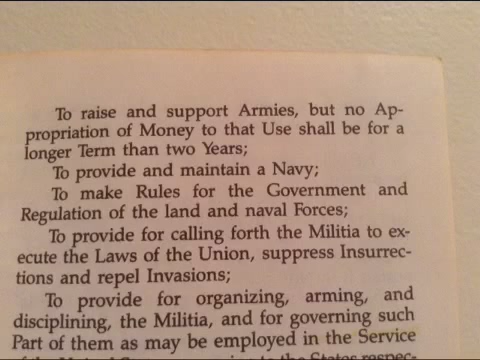 To raise and support Armies, but no Ap-
propriation of Money to that Use shall be for a
longer Term than two Years;
To provide and maintain a Navy;
To make Rules for the Government and
Regulation of the land and naval Forces;
To provide for calling forth the Militia to ex-
ecute the Laws of the Union, suppress Insurrec-
tions and repel Invasions;
To provide for organizing, arming, and
disciplining, the Militia, and for governing such
Part of them as may be employed in the Service
to the States respec-